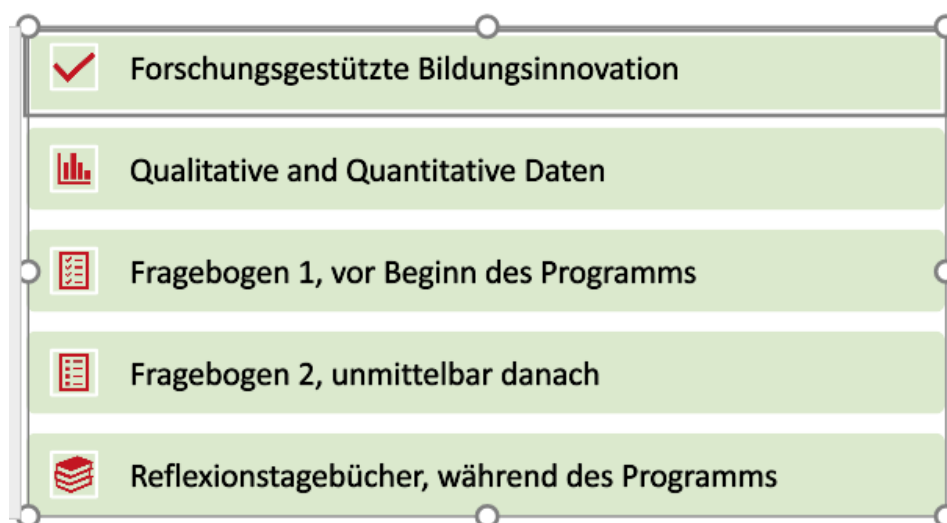 Forschungsgestützte Bildungsinnovation
Qualitative and Quantitative Daten
Fragebogen 1, vor Beginn des Programms
Fragebogen 2, unmittelbar danach
Reflexionstagebücher, während des Programms